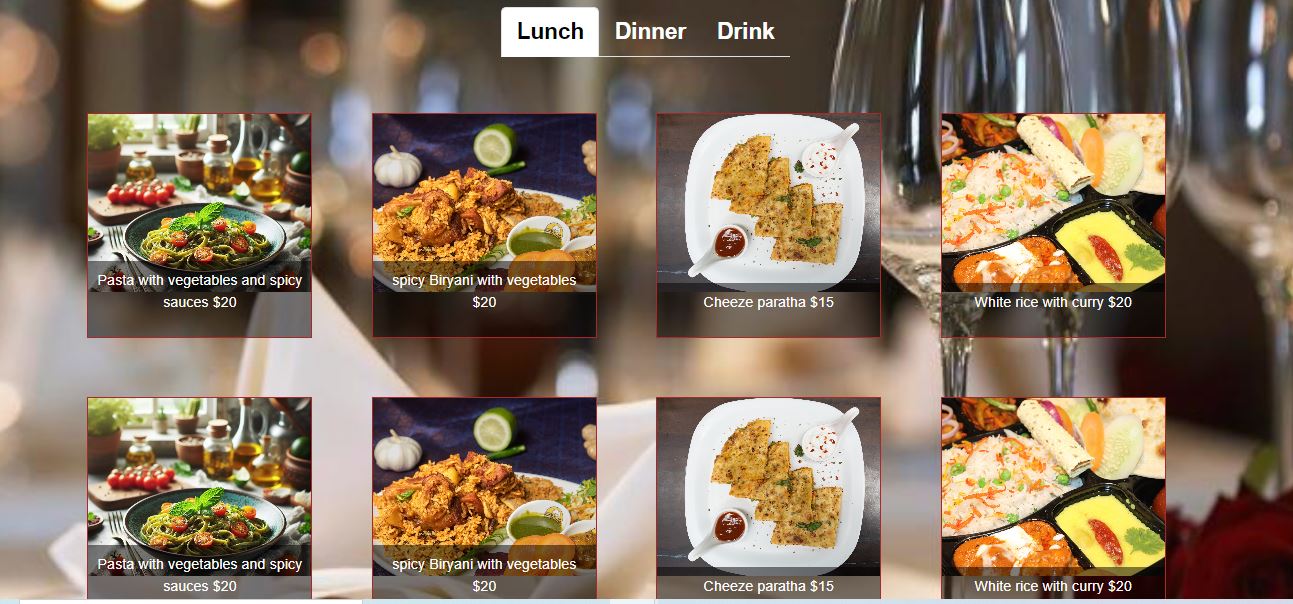 Lunch Dinner Drink
Pasta with vegetables and spicy
sauces $20
spicy Biryani with vegetables
$20
Cheeze paratha $15
White rice with curry $20
Pasta with vegetables and spicy
sauces $20
spicy Biryani with vegetables
$20
Cheeze paratha $15
White rice with curry $20